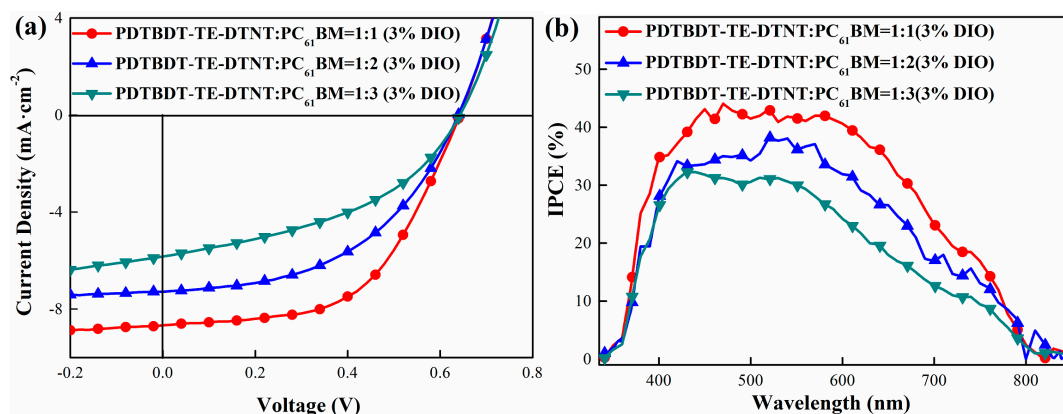 (a)
PDTBDT-TE-DTNT:PC61BM=1:1 (3% DIO)
PDTBDT-TE-DTNT:PC61BM=1:2 (3% DIO)
PDTBDT-TE-DTNT:PC61BM=1:3 (3% DIO)
4
0
-4
-8
-0.2
0.0
0.2
0.4
0.6
0.8
Current Density (mA·cm-2)
Voltage (V)
(b)
PDTBDT-TE-DTNT:PC61BM=1:1(3% DIO)
PDTBDT-TE-DTNT:PC61BM=1:2(3% DIO)
PDTBDT-TE-DTNT:PC61BM=1:3(3% DIO)
50
40
30
20
10
0
400
500
600
700
800
IPCE (%)
Wavelength (nm)